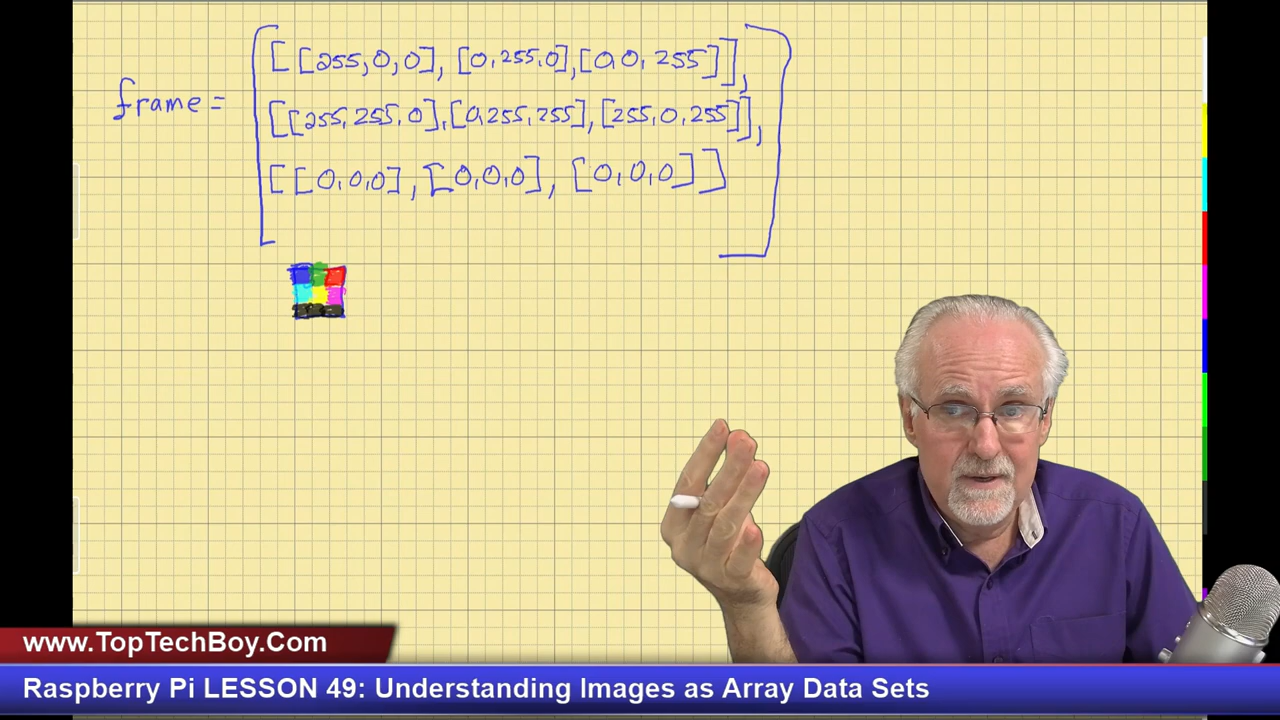 [[255,0,0], [0,255,0],[0,0,255]],
frame =
[[255,255,0],[0,255,255],[255,0,255]],
[[0,0,0],[0,0,0], [0,0,0]]
www.TopTechBoy.Com
Raspberry Pi LESSON 49: Understanding Images as Array Data Sets